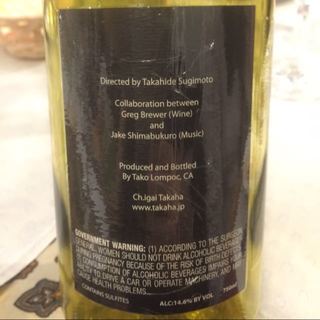 Directed by Takahide Sugimoto
Collaboration between
Greg Brewer (Wine)
and
Jake Shimabukuro (Music)
Produced and Bottled
By Tako Lompoc, CA
Ch.igai Takaha
www.takaha.jp
GOVERNMENT WARNING: (1) ACCORDING TO THE SURGEON
GENERAL, WOMEN SHOULD NOT DRINK ALCOHOLIC BEVERAGES
DURING PREGNANCY BECAUSE OF THE RISK OF BIRTH DEFECTS.
CONSUMPTION OF ALCOHOLIC BEVERAGES IMPAIRS YOUR
ABILITY TO DRIVE A CAR OR OPERATE MACHINERY, AND MAY
CAUSE HEALTH PROBLEMS.
CONTAINS SULFITES ALC:14.6% BY VOL 750ml